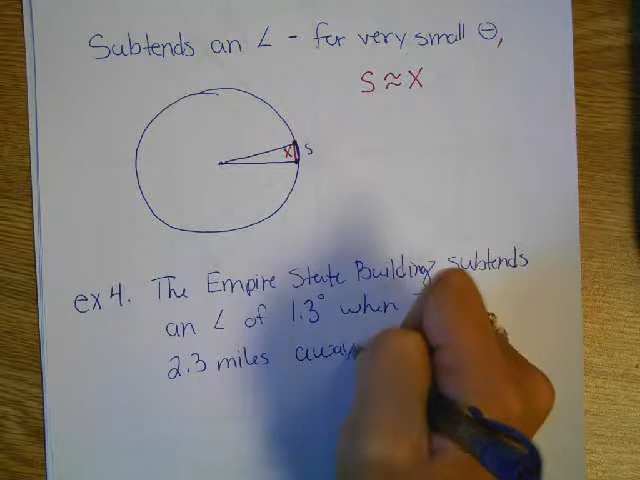 Subtends an ∠ - for very small θ,
S ≈ X
X
S
ex 4. The Empire State Building subtends
an ∠ of 1.3° when
2.3 miles away